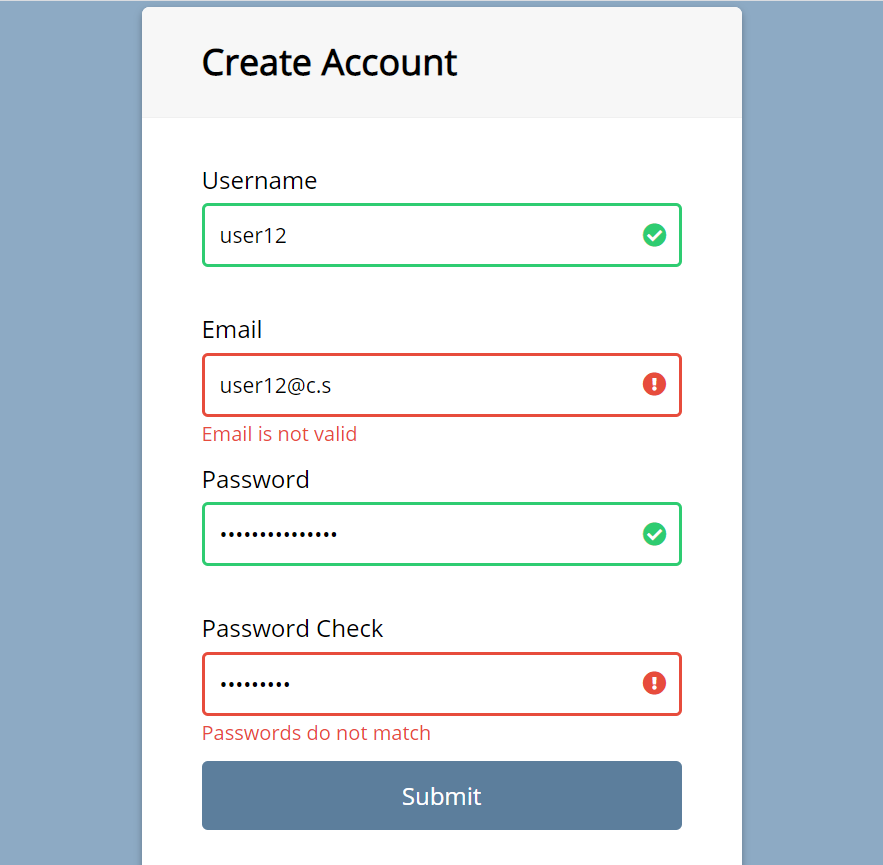 Create Account
Username
user12
Email
user12@c.s
Email is not valid
Password
•••••••••••••••
Password Check
•••••••••
Passwords do not match
Submit